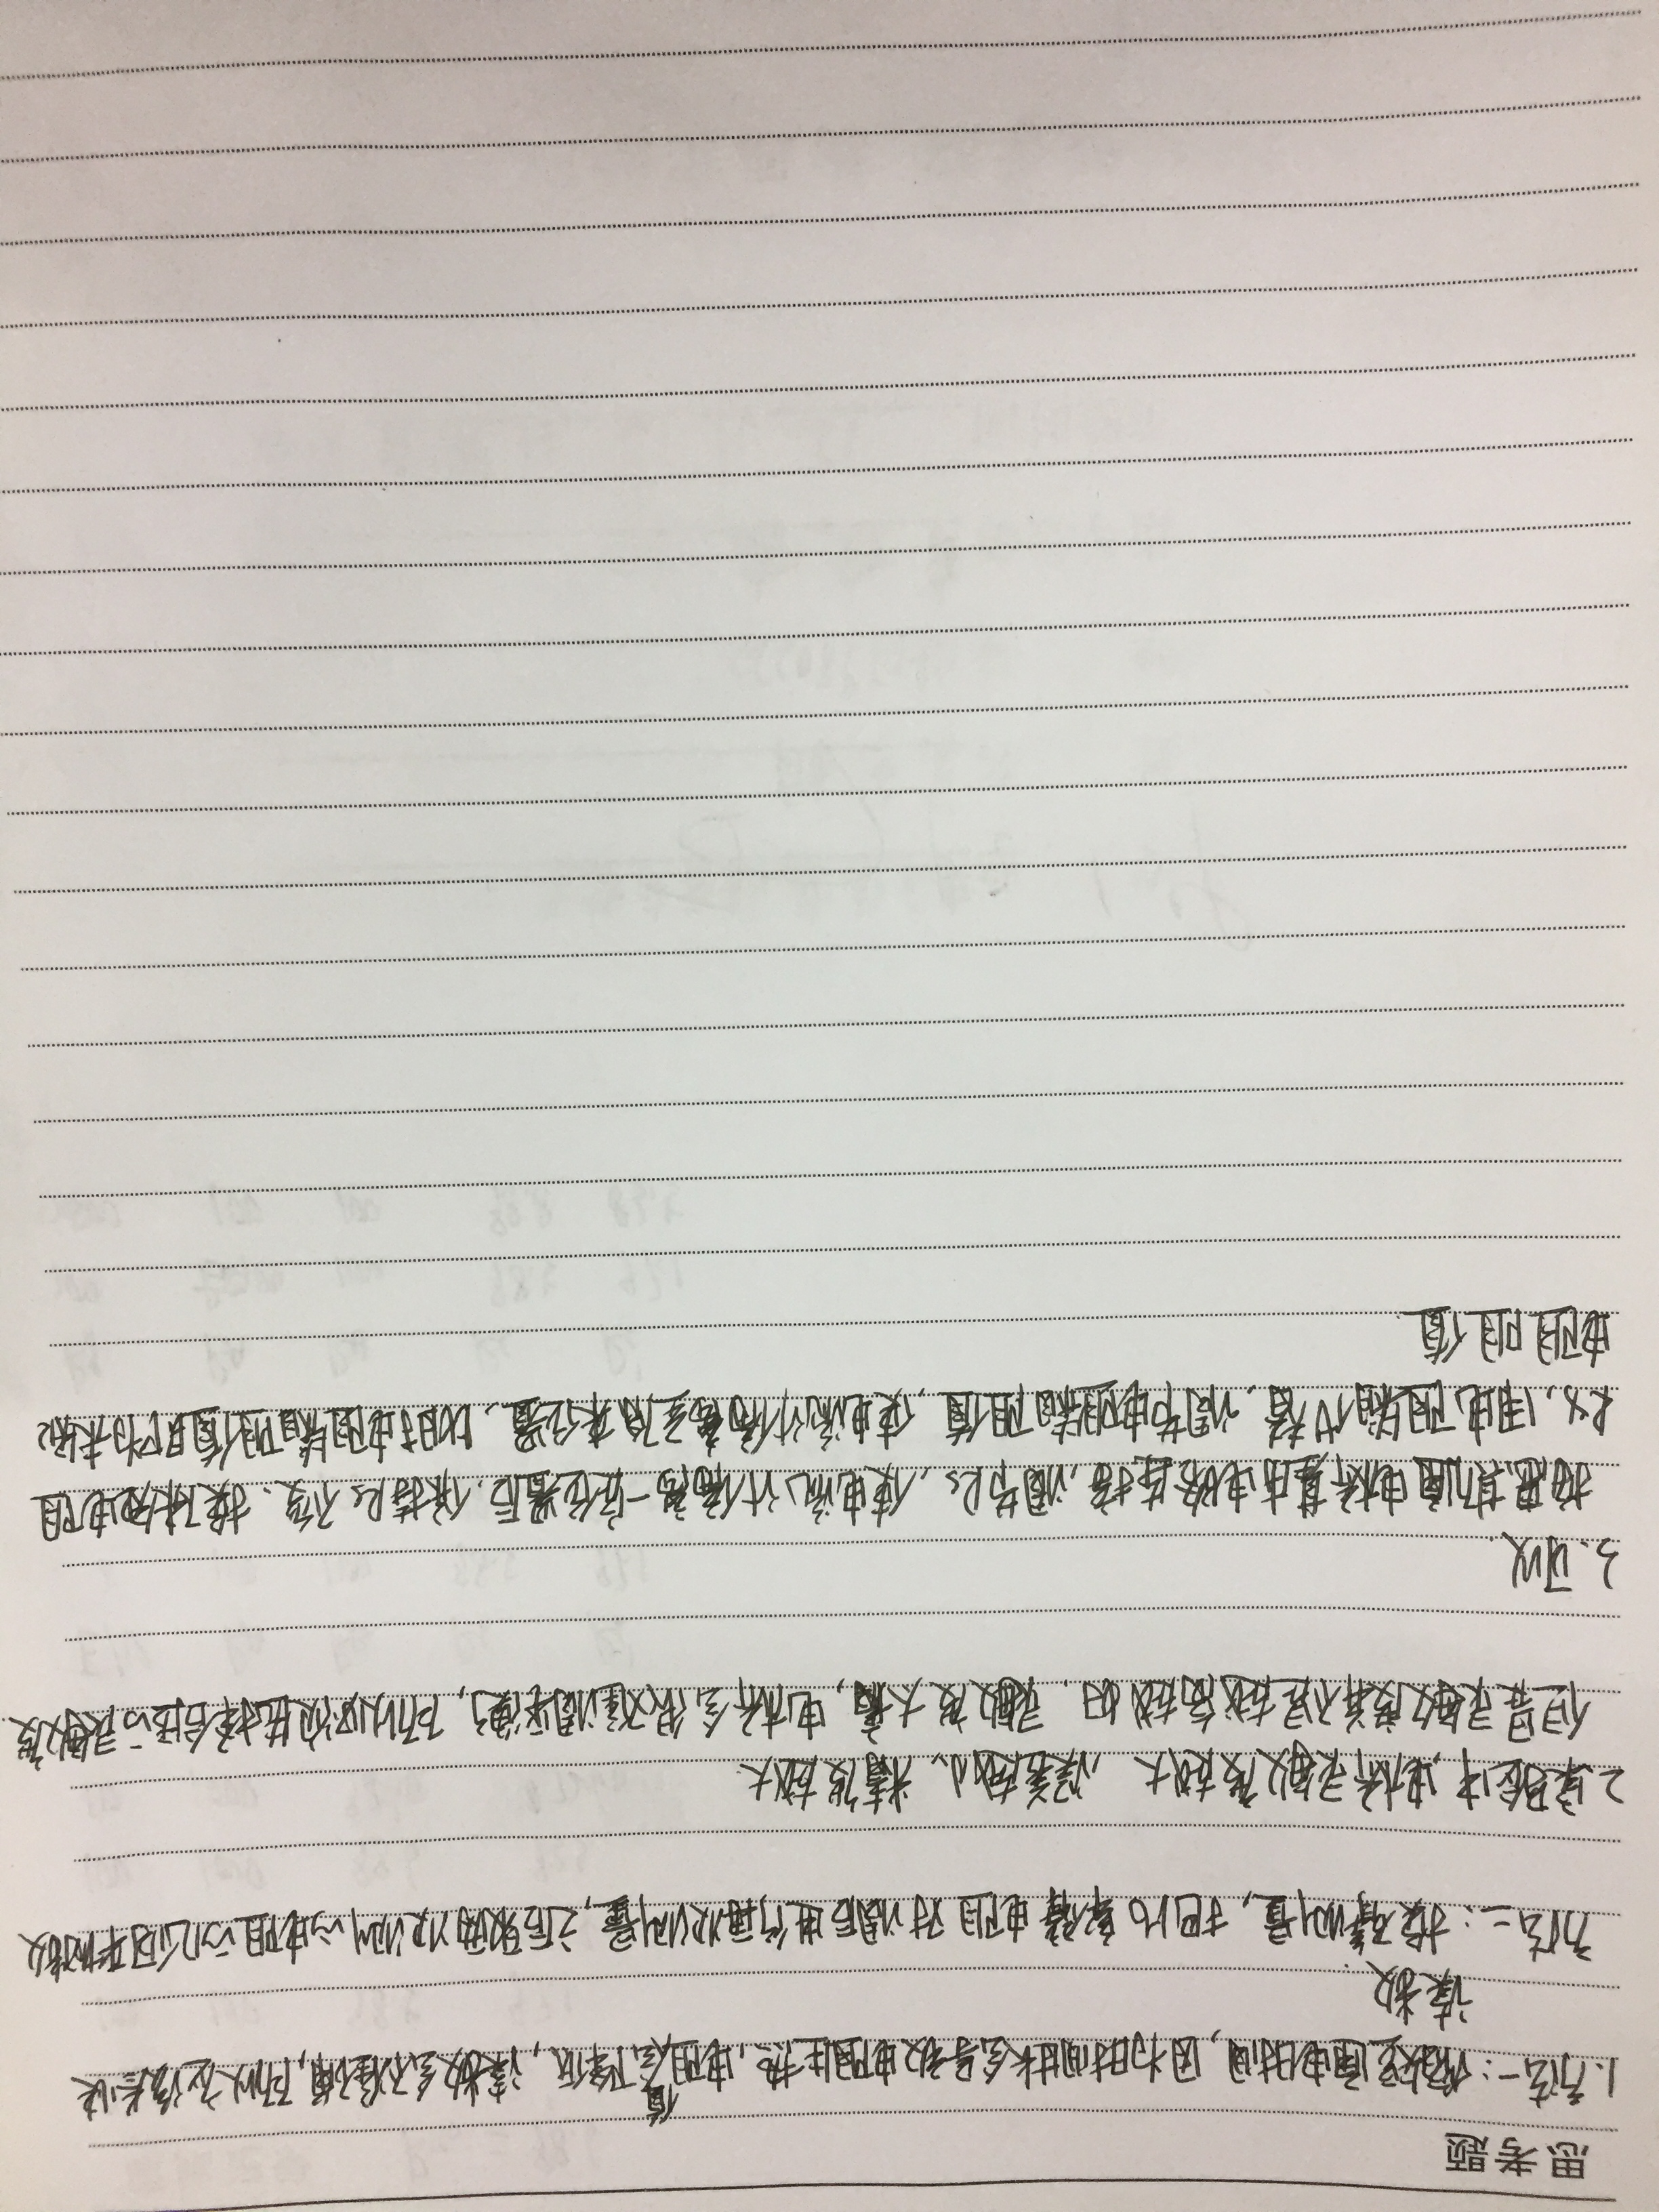 思考题
1.方法一:缩短通电时间,因为时间过长会导致电阻生热,电阻值会下降低,读数会不准确,所以应该尽快
读数.
方法二:换臂测量,把比率臂电阻对调后进行再次测量,之后取两次测的电阻的几何平均数
2.实验中,电桥灵敏度越大,误差越小、精度越大.
但是灵敏度并不是越高越好.灵敏度太高,电桥会很难调平衡,所以必须选择合适的灵敏度.
3、可以.
按惠斯通电桥基本电路连接,调节Rs,使电流计偏离一定位置后,保持Rs不变、换下未知电阻
Rx,用电阻箱代替,调节电阻箱阻值,使电流计偏离至原来位置,此时电阻箱阻值即为未知
电阻阻值.